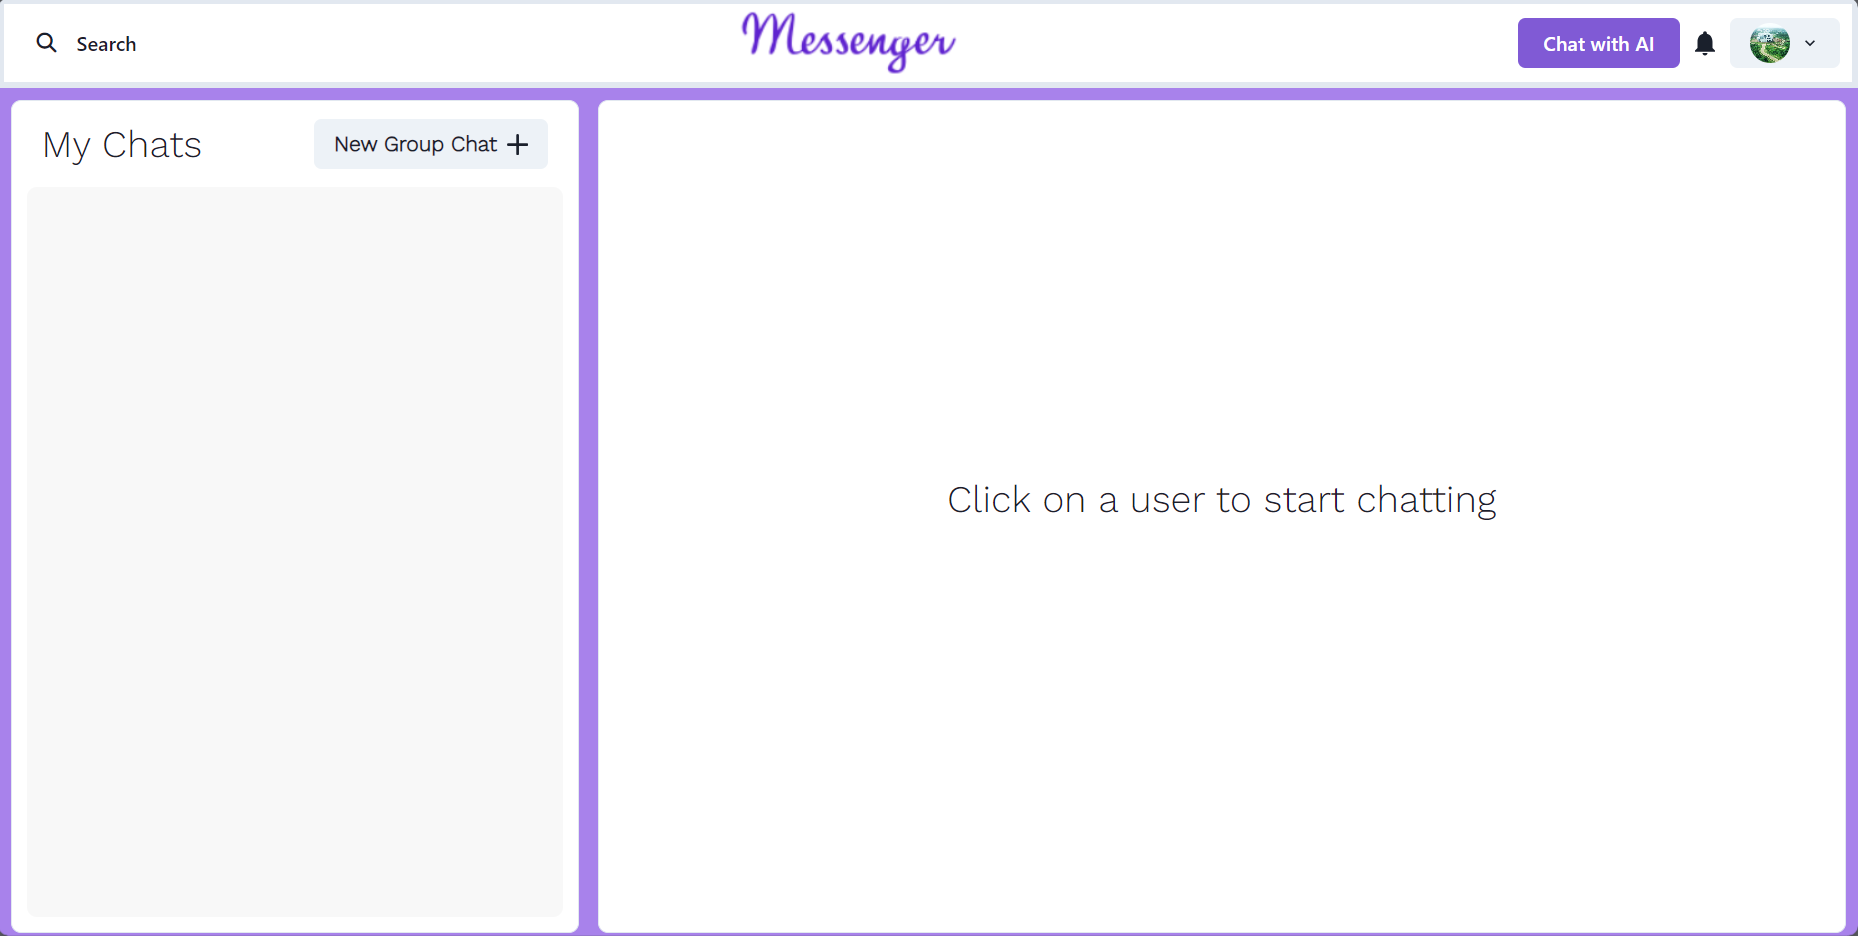 Search
Messenger
Chat with AI
My Chats
New Group Chat
Click on a user to start chatting